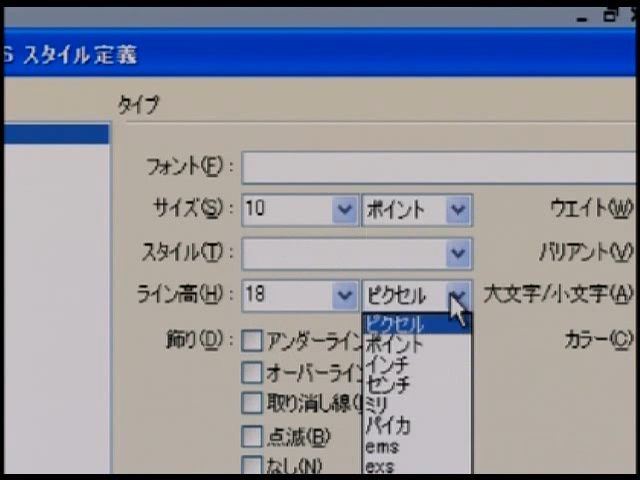 S スタイル定義
タイプ
フォント(F):
サイズ(S): 10 ポイント ウエイト(W)
スタイル(T): バリアント(V)
ライン高(H): 18 ピクセル 大文字/小文字(A)
ピクセル
飾り(D): アンダーライン カラー(C)
ポイント
インチ
オーバーライン
センチ
取り消し線(
ミリ
パイカ
点滅(B)
ems
なし(N)
exs